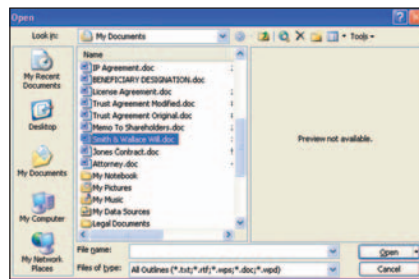 Open
Look in:
My Documents
Tools
My Recent
Documents
Desktop
My Documents
My Computer
My Network
Places
Name
IP Agreement.doc
BENEFICIARY DESIGNATION.doc
License Agreement.doc
Trust Agreement Modified.doc
Trust Agreement Original.doc
Memo To Shareholders.doc
Smith & Wallace Will.doc
Jones Contract.doc
Attorney.doc
My Notebook
My Pictures
My Music
My Data Sources
Legal Documents
Preview not available.
File name:
Open
Files of type:
All Outlines (*.txt;*.rtf;*.wps;*.doc;*.wpd)
Cancel